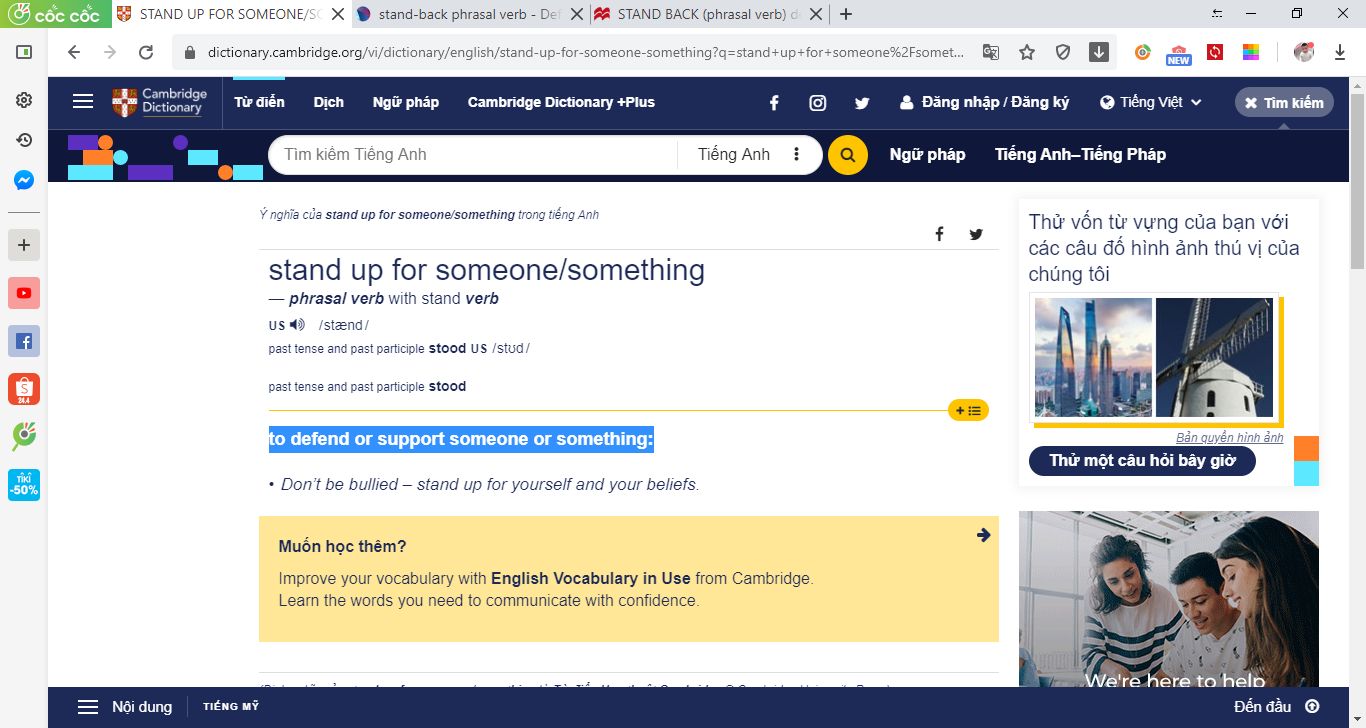 cốc cốc
STAND UP FOR SOMEONE/SO
stand-back phrasal verb - Def
STAND BACK (phrasal verb) d
dictionary.cambridge.org/vi/dictionary/english/stand-up-for-someone-something?q=stand+up+for+someone%2Fsomet...
NEW
Cambridge
Dictionary
Từ điển
Dịch
Ngữ pháp
Cambridge Dictionary +Plus
Đăng nhập / Đăng ký
Tiếng Việt
Tìm kiếm
Tìm kiếm Tiếng Anh
Tiếng Anh
Ngữ pháp
Tiếng Anh–Tiếng Pháp
Ý nghĩa của stand up for someone/something trong tiếng Anh
stand up for someone/something
— phrasal verb with stand verb
US /stænd/
past tense and past participle stood US /stʊd/
past tense and past participle stood
to defend or support someone or something:
• Don't be bullied – stand up for yourself and your beliefs.
Muốn học thêm?
Improve your vocabulary with English Vocabulary in Use from Cambridge.
Learn the words you need to communicate with confidence.
Thử vốn từ vựng của bạn với
các câu đố hình ảnh thú vị của
chúng tôi
Bản quyền hình ảnh
Thử một câu hỏi bây giờ
We're here to help
24.4
TIKI
-50%
Nội dung
TIẾNG MỸ
Đến đầu